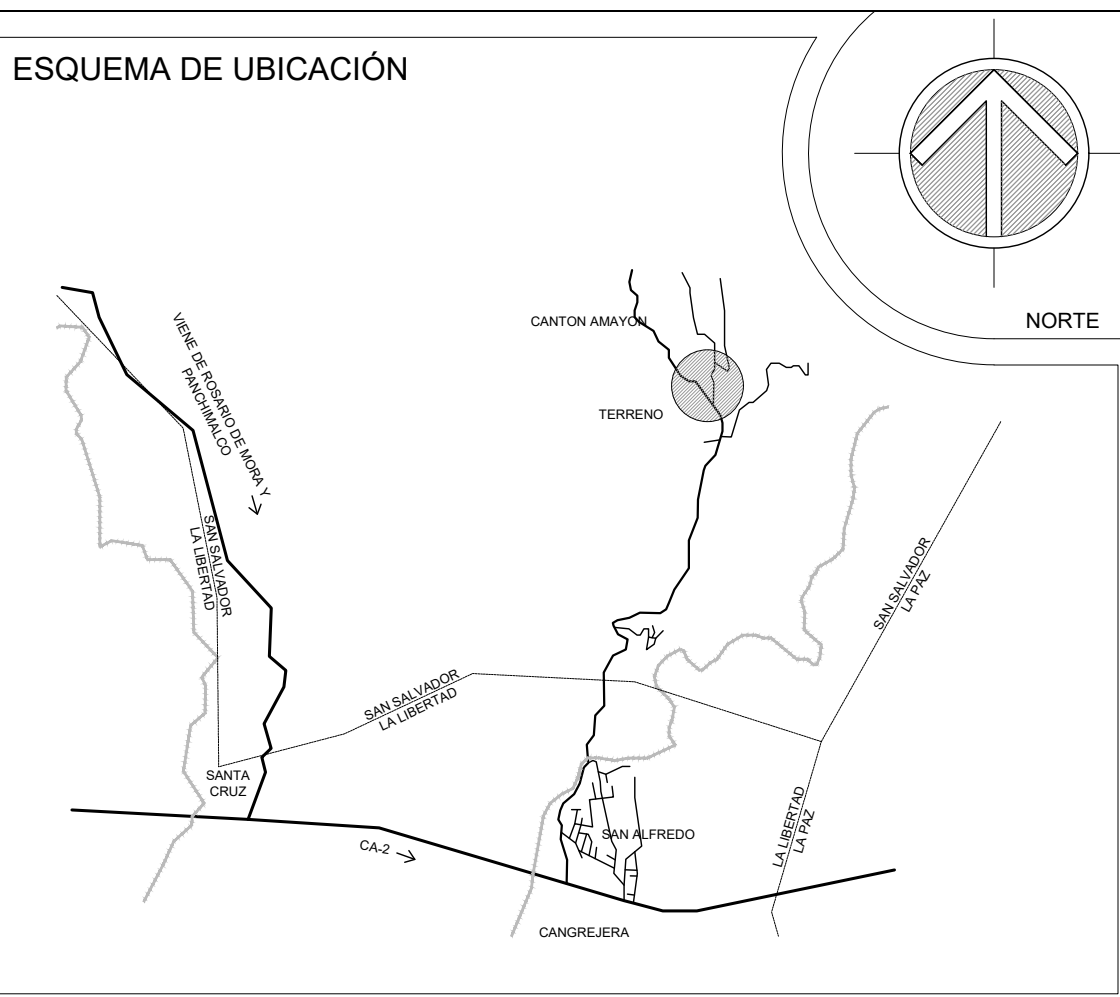 ESQUEMA DE UBICACIÓN
NORTE
CANTON AMAYON
VIENE DE ROSARIO DE MORA Y
PANCHIMALCO
TERRENO
SAN SALVADOR
LA LIBERTAD
SAN SALVADOR
LA PAZ
SAN SALVADOR
LA LIBERTAD
SANTA
CRUZ
LA LIBERTAD
LA PAZ
SAN ALFREDO
CA-2
CANGREJERA